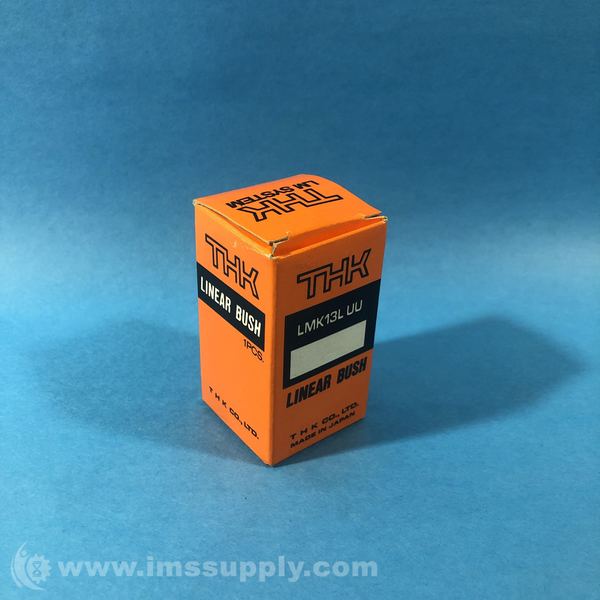 THK
LM SYSTEM
THK
LINEAR BUSH
1PCS.
T H K CO., LTD.
THK
LMK13L UU
LINEAR BUSH
T H K CO., LTD.
MADE IN JAPAN
www.imssupply.com